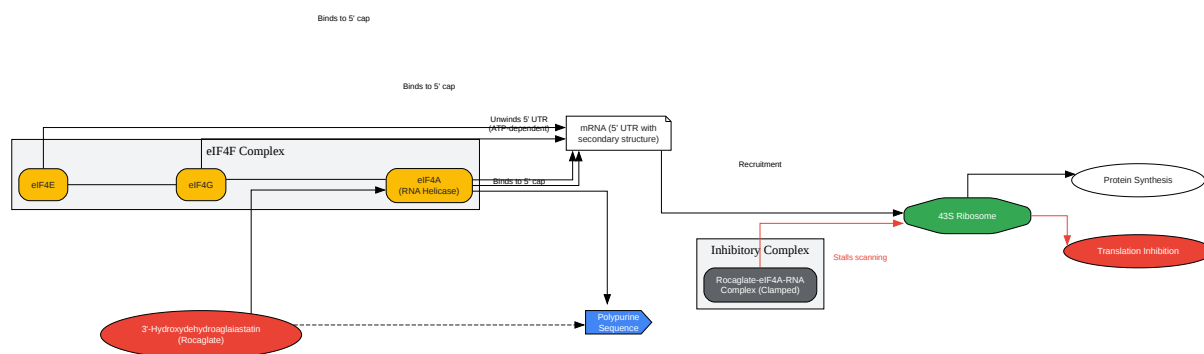 Binds to 5' cap
Binds to 5' cap
Unwinds 5' UTR
(ATP-dependent)
mRNA (5' UTR with
secondary structure)
eIF4F Complex
eIF4E
eIF4G
eIF4A
(RNA Helicase)
Binds to 5' cap
Recruitment
Protein Synthesis
43S Ribosome
Inhibitory Complex
Stalls scanning
Translation Inhibition
Rocaglate-eIF4A-RNA
Complex (Clamped)
3'-Hydroxydehydroaglaiastatin
(Rocaglate)
Polypurine
Sequence